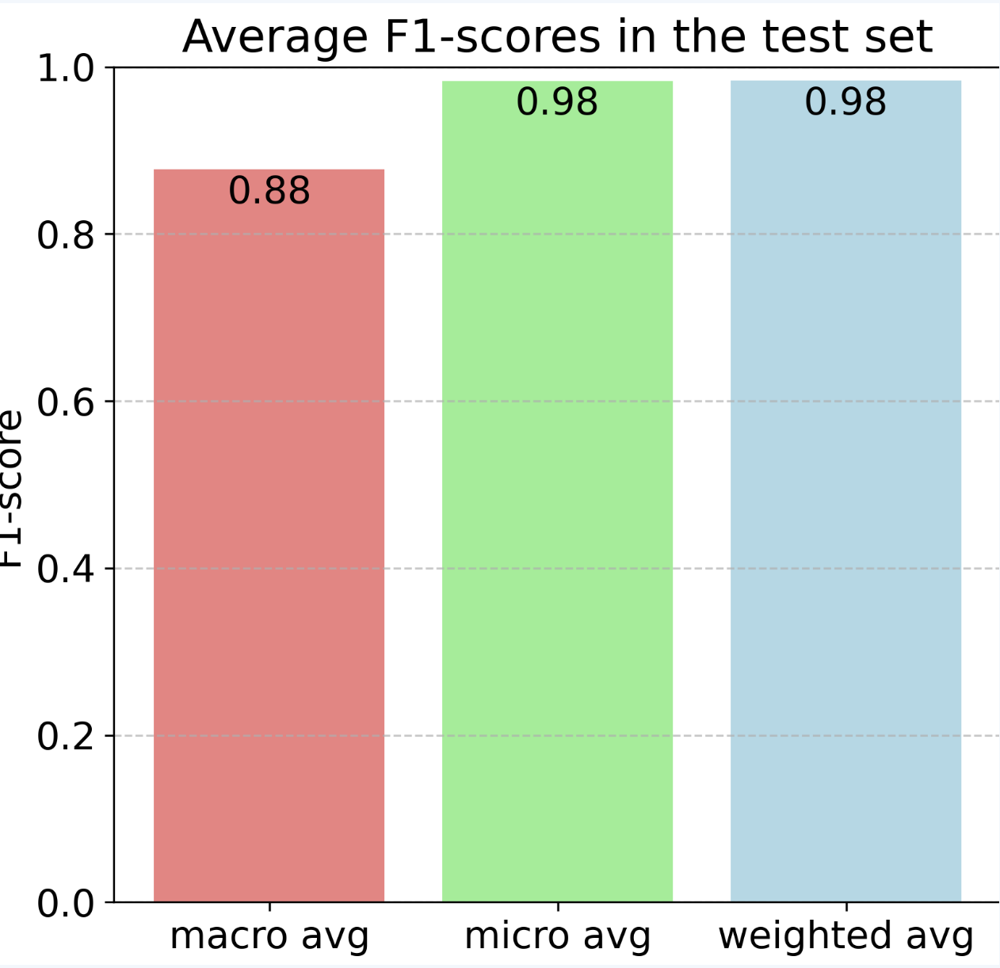 Average F1-scores in the test set
1.0
0.98
0.98
0.88
0.8
0.6
F1-score
0.4
0.2
0.0
macro avg
micro avg
weighted avg